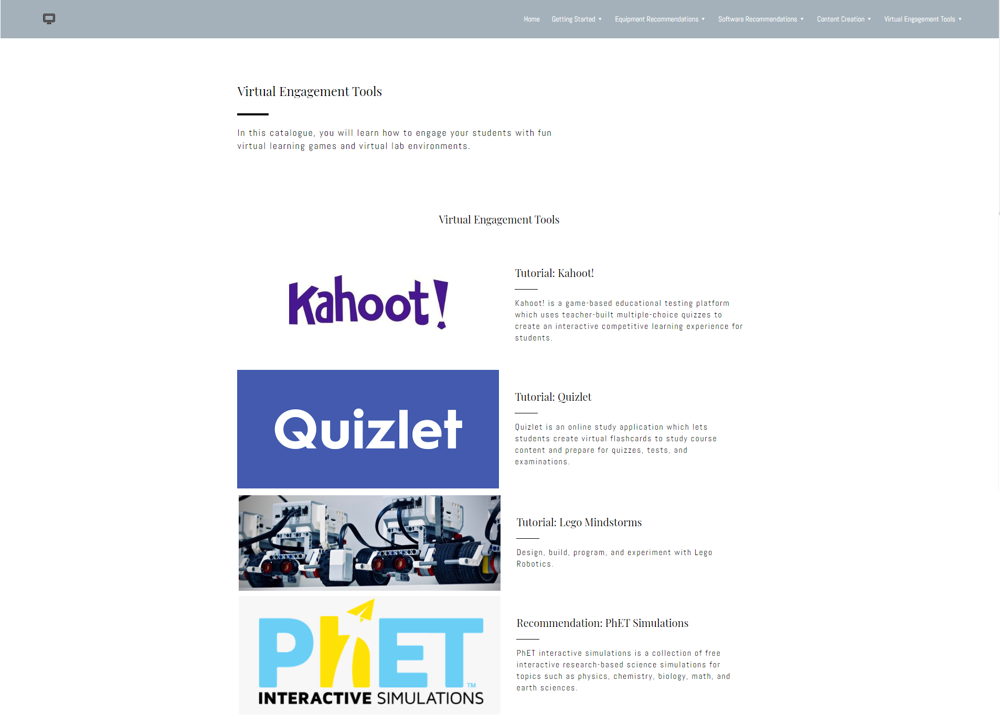 Home Getting Started ▼ Equipment Recommendations ▼ Software Recommendations ▼ Content Creation ▼ Virtual Engagement Tools ▼
Virtual Engagement Tools
In this catalogue, you will learn how to engage your students with fun
virtual learning games and virtual lab environments.
Virtual Engagement Tools
Kahoot!
Tutorial: Kahoot!
Kahoot! is a game-based educational testing platform
which uses teacher-built multiple-choice quizzes to
create an interactive competitive learning experience for
students.
Quizlet
Tutorial: Quizlet
Quizlet is an online study application which lets
students create virtual flashcards to study course
content and prepare for quizzes, tests, and
examinations.
Tutorial: Lego Mindstorms
Design, build, program, and experiment with Lego
Robotics.
PhET™
INTERACTIVE SIMULATIONS
Recommendation: PhET Simulations
PhET interactive simulations is a collection of free
interactive research-based science simulations for
topics such as physics, chemistry, biology, math, and
earth sciences.